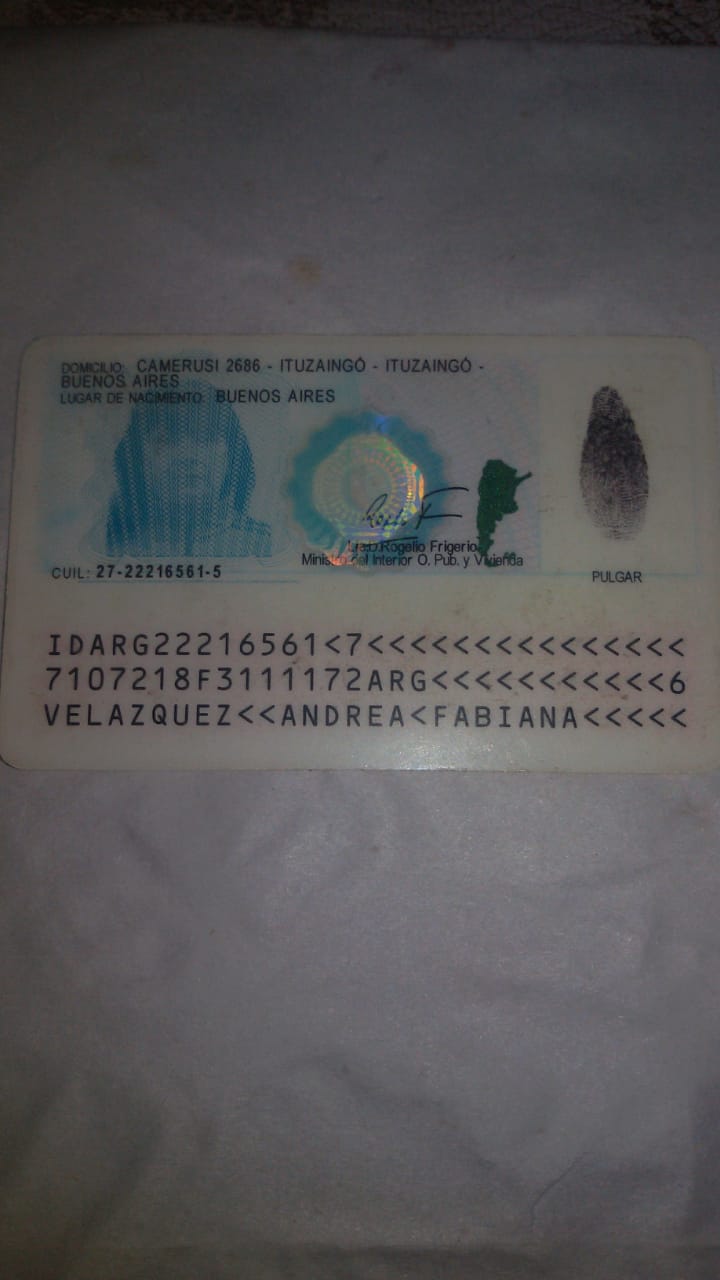 DOMICILIO: CAMERUSI 2686 - ITUZAINGÓ - ITUZAINGÓ -
BUENOS AIRES
LUGAR DE NACIMIENTO: BUENOS AIRES
Rogelio Frigerio
Ministro del Interior O. Pub. y Vivienda
CUIL: 27-22216561-5
PULGAR
IDARG22216561<7<<<<<<<<<<<<<<<
7107218F3111172ARG<<<<<<<<<<<6
VELAZQUEZ<<ANDREA<FABIANA<<<<<